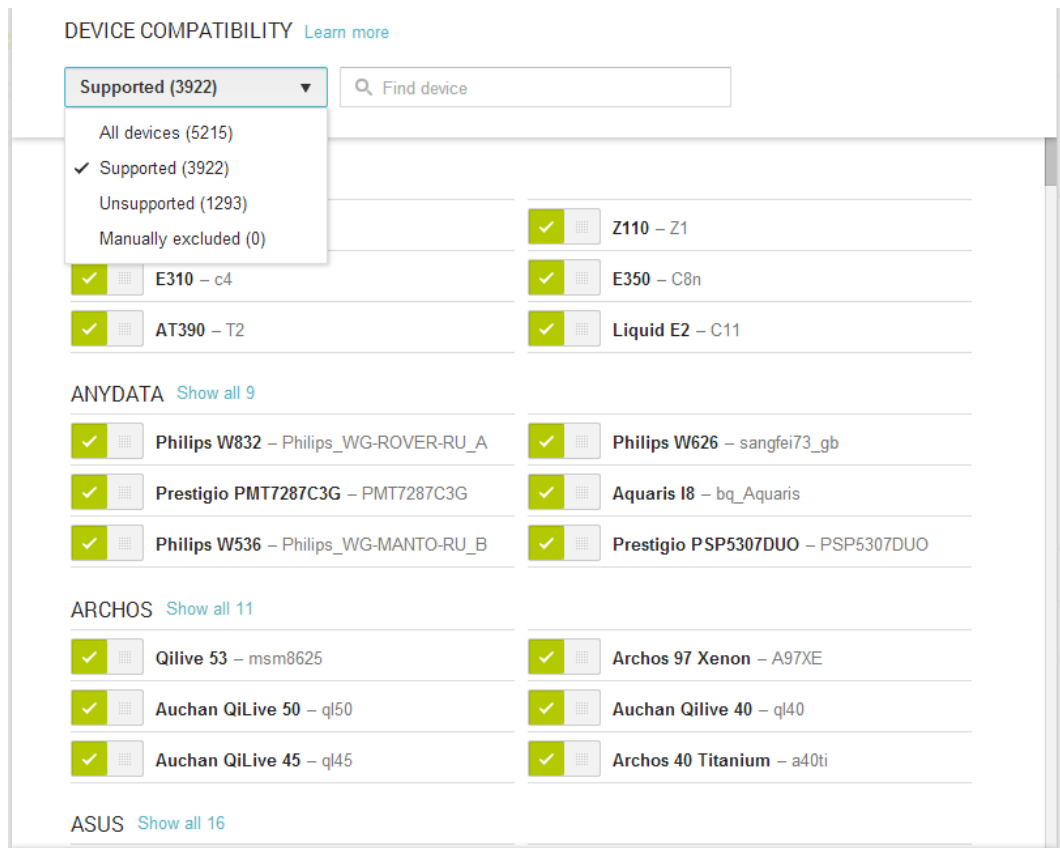 DEVICE COMPATIBILITY Learn more
Supported (3922)
Find device
All devices (5215)
Supported (3922)
Unsupported (1293)
Manually excluded (0)
Z110 – Z1
E310 – c4
E350 – C8n
AT390 – T2
Liquid E2 – C11
ANYDATA Show all 9
Philips W832 – Philips_WG-ROVER-RU_A
Philips W626 – sangfei73_gb
Prestigio PMT7287C3G – PMT7287C3G
Aquaris I8 – bq_Aquaris
Philips W536 – Philips_WG-MANTO-RU_B
Prestigio PSP5307DUO – PSP5307DUO
ARCHOS Show all 11
Qilive 53 – msm8625
Archos 97 Xenon – A97XE
Auchan QiLive 50 – ql50
Auchan Qilive 40 – ql40
Auchan QiLive 45 – ql45
Archos 40 Titanium – a40ti
ASUS Show all 16